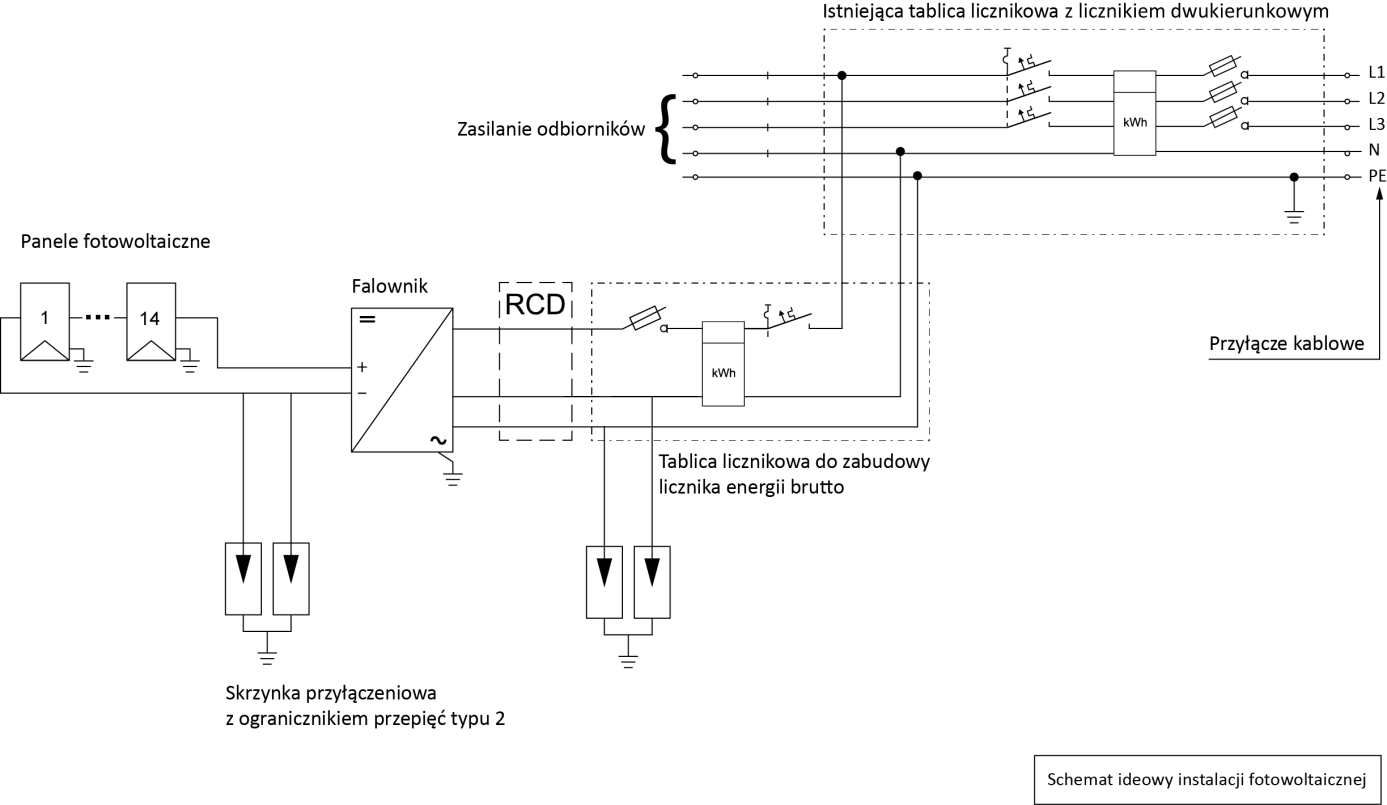 Istniejąca tablica licznikowa z licznikiem dwukierunkowym
L1
L2
L3
N
PE
kWh
Zasilanie odbiorników
Przyłącze kablowe
Panele fotowoltaiczne
1
14
Falownik
+
−
RCD
kWh
Tablica licznikowa do zabudowy
licznika energii brutto
Skrzynka przyłączeniowa
z ogranicznikiem przepięć typu 2
Schemat ideowy instalacji fotowoltaicznej